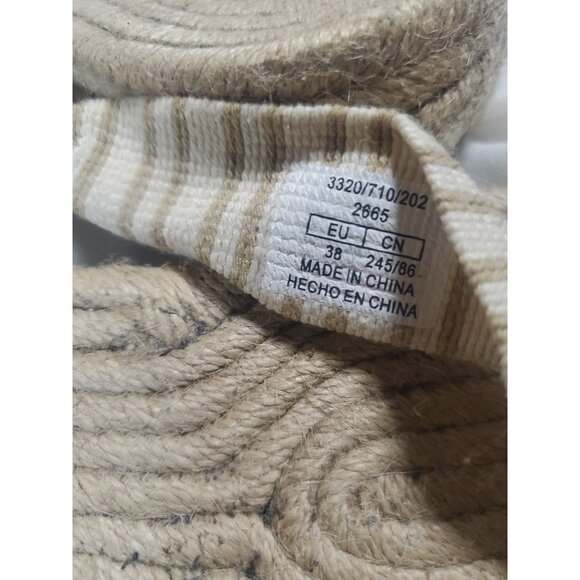 3320/710/202
2665
EU CN
38 245/86
MADE IN CHINA
HECHO EN CHINA